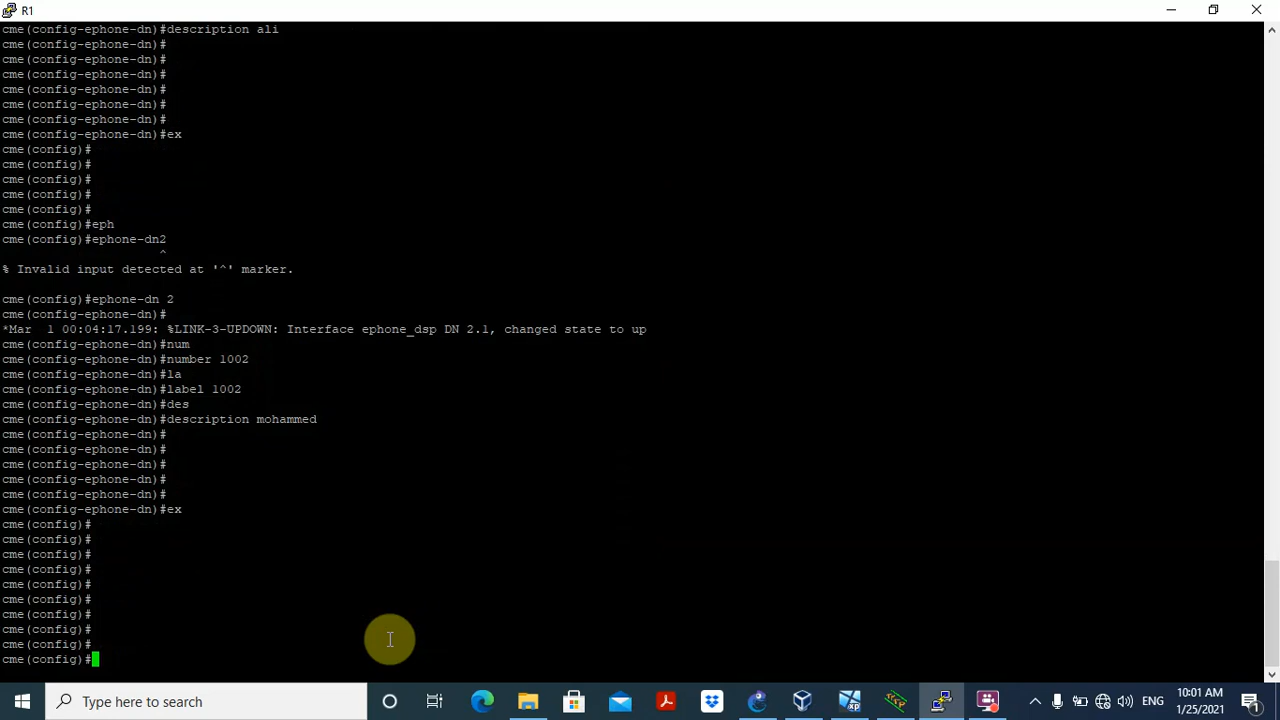 R1
cme(config-ephone-dn)#description ali
cme(config-ephone-dn)#
cme(config-ephone-dn)#
cme(config-ephone-dn)#
cme(config-ephone-dn)#
cme(config-ephone-dn)#
cme(config-ephone-dn)#
cme(config-ephone-dn)#ex
cme(config)#
cme(config)#
cme(config)#
cme(config)#
cme(config)#
cme(config)#eph
cme(config)#ephone-dn2
^
% Invalid input detected at '^' marker.
cme(config)#ephone-dn 2
cme(config-ephone-dn)#
*Mar  1 00:04:17.199: %LINK-3-UPDOWN: Interface ephone_dsp DN 2.1, changed state to up
cme(config-ephone-dn)#num
cme(config-ephone-dn)#number 1002
cme(config-ephone-dn)#la
cme(config-ephone-dn)#label 1002
cme(config-ephone-dn)#des
cme(config-ephone-dn)#description mohammed
cme(config-ephone-dn)#
cme(config-ephone-dn)#
cme(config-ephone-dn)#
cme(config-ephone-dn)#
cme(config-ephone-dn)#
cme(config-ephone-dn)#ex
cme(config)#
cme(config)#
cme(config)#
cme(config)#
cme(config)#
cme(config)#
cme(config)#
cme(config)#
cme(config)#
cme(config)#
Type here to search
ENG
10:01 AM
1/25/2021